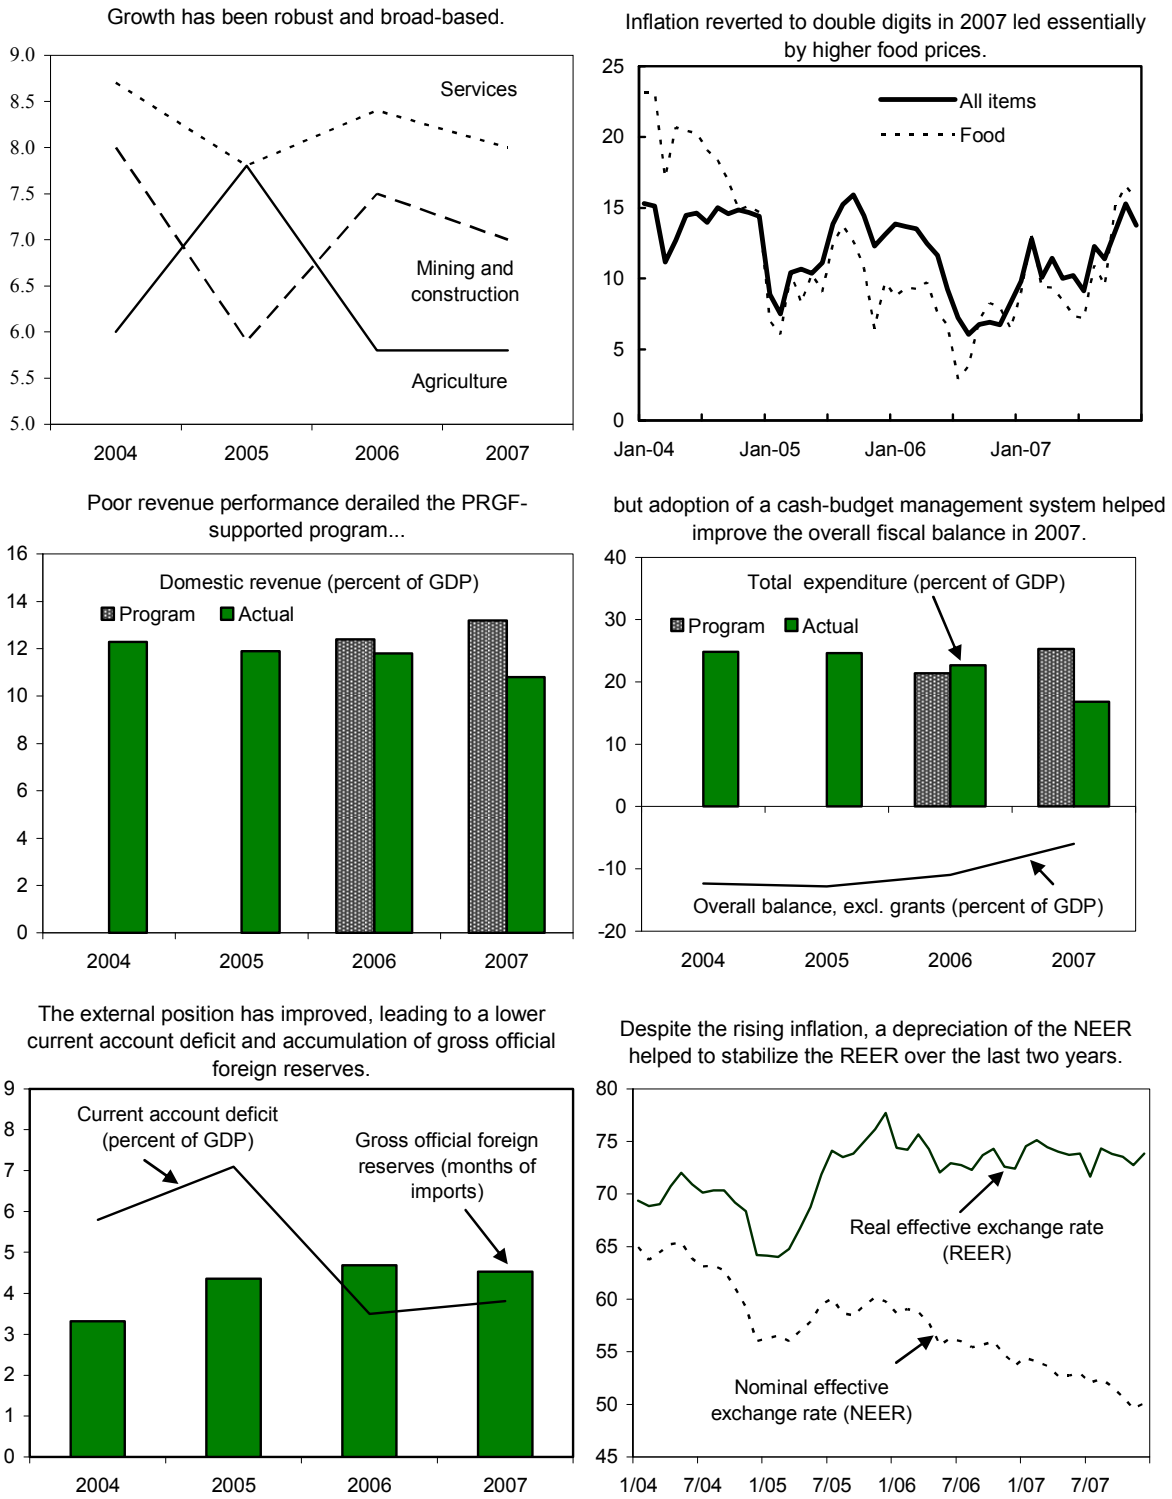 Growth has been robust and broad-based.
9.0
8.5
8.0
7.5
7.0
6.5
6.0
5.5
5.0
Services
Mining and
construction
Agriculture
2004 2005 2006 2007
Inflation reverted to double digits in 2007 led essentially
by higher food prices.
25
20
15
10
5
0
All items
Food
Jan-04 Jan-05 Jan-06 Jan-07
Poor revenue performance derailed the PRGF-
supported program...
16
14
12
10
8
6
4
2
0
Domestic revenue (percent of GDP)
Program Actual
2004 2005 2006 2007
but adoption of a cash-budget management system helped
improve the overall fiscal balance in 2007.
40
30
20
10
0
-10
-20
Total expenditure (percent of GDP)
Program Actual
Overall balance, excl. grants (percent of GDP)
2004 2005 2006 2007
The external position has improved, leading to a lower
current account deficit and accumulation of gross official
foreign reserves.
9
8
7
6
5
4
3
2
1
0
Current account deficit
(percent of GDP)
Gross official foreign
reserves (months of
imports)
2004 2005 2006 2007
Despite the rising inflation, a depreciation of the NEER
helped to stabilize the REER over the last two years.
80
75
70
65
60
55
50
45
Real effective exchange rate
(REER)
Nominal effective
exchange rate (NEER)
1/04 7/04 1/05 7/05 1/06 7/06 1/07 7/07